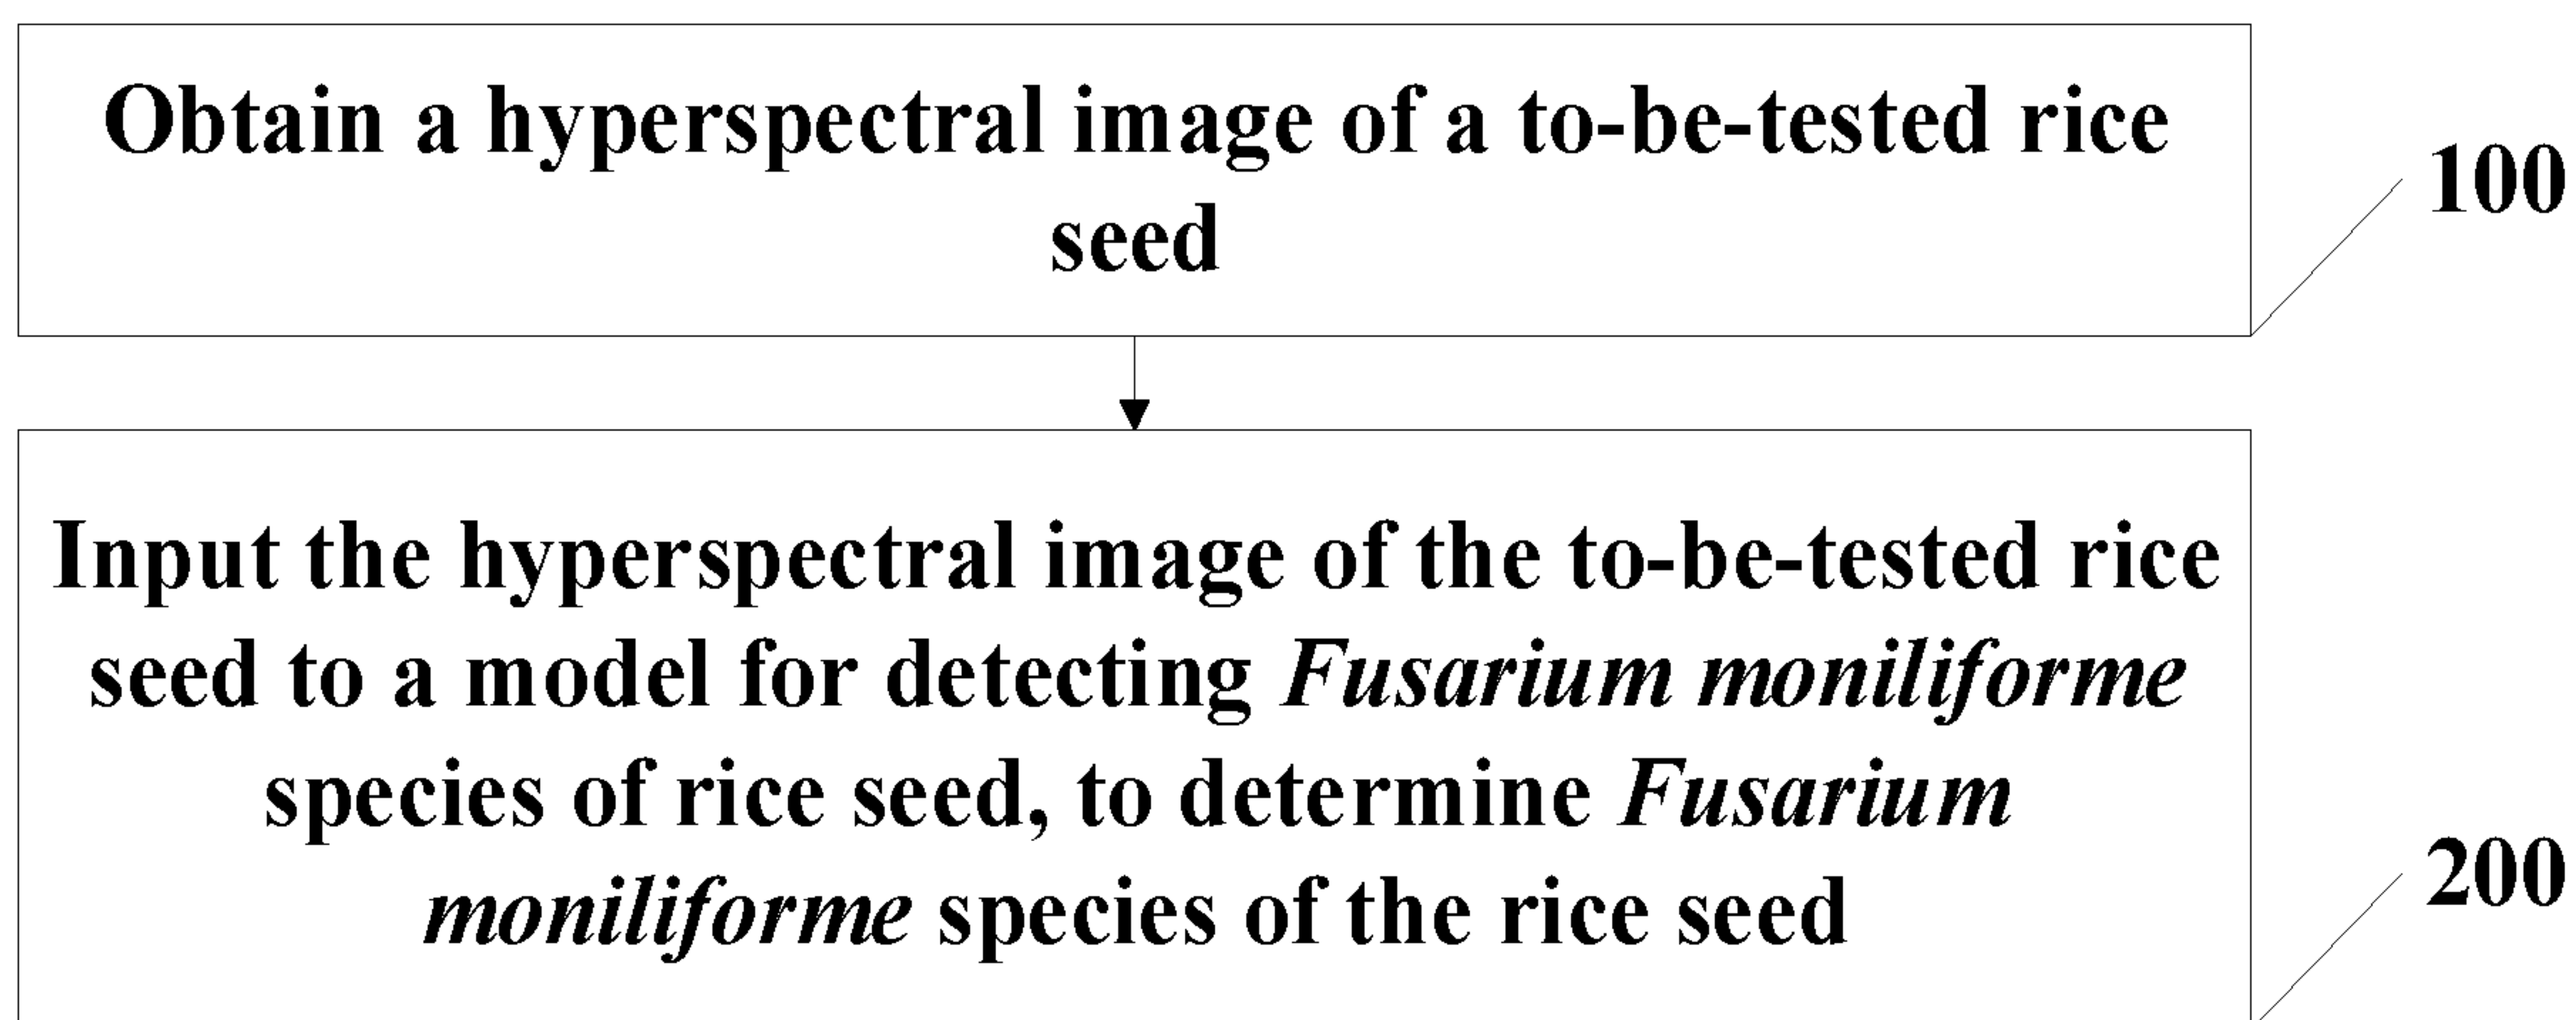 Obtain a hyperspectral image of a to-be-tested rice
seed
100
Input the hyperspectral image of the to-be-tested rice
seed to a model for detecting Fusarium moniliforme
species of rice seed, to determine Fusarium
moniliforme species of the rice seed
200